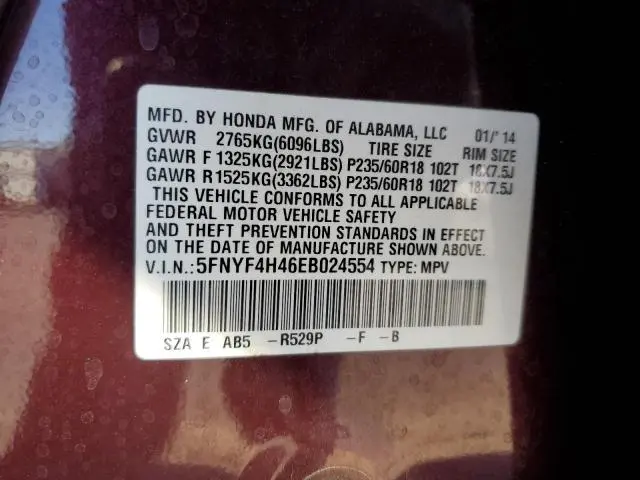 MFD. BY HONDA MFG. OF ALABAMA, LLC 01/'14
GVWR 2765KG(6096LBS) TIRE SIZE RIM SIZE
GAWR F 1325KG(2921LBS) P235/60R18 102T 18X7.5J
GAWR R 1525KG(3362LBS) P235/60R18 102T 18X7.5J
THIS VEHICLE CONFORMS TO ALL APPLICABLE
FEDERAL MOTOR VEHICLE SAFETY
AND THEFT PREVENTION STANDARDS IN EFFECT
ON THE DATE OF MANUFACTURE SHOWN ABOVE.
V.I.N.: 5FNYF4H46EB024554 TYPE: MPV
SZA E AB5 -R529P -F -B